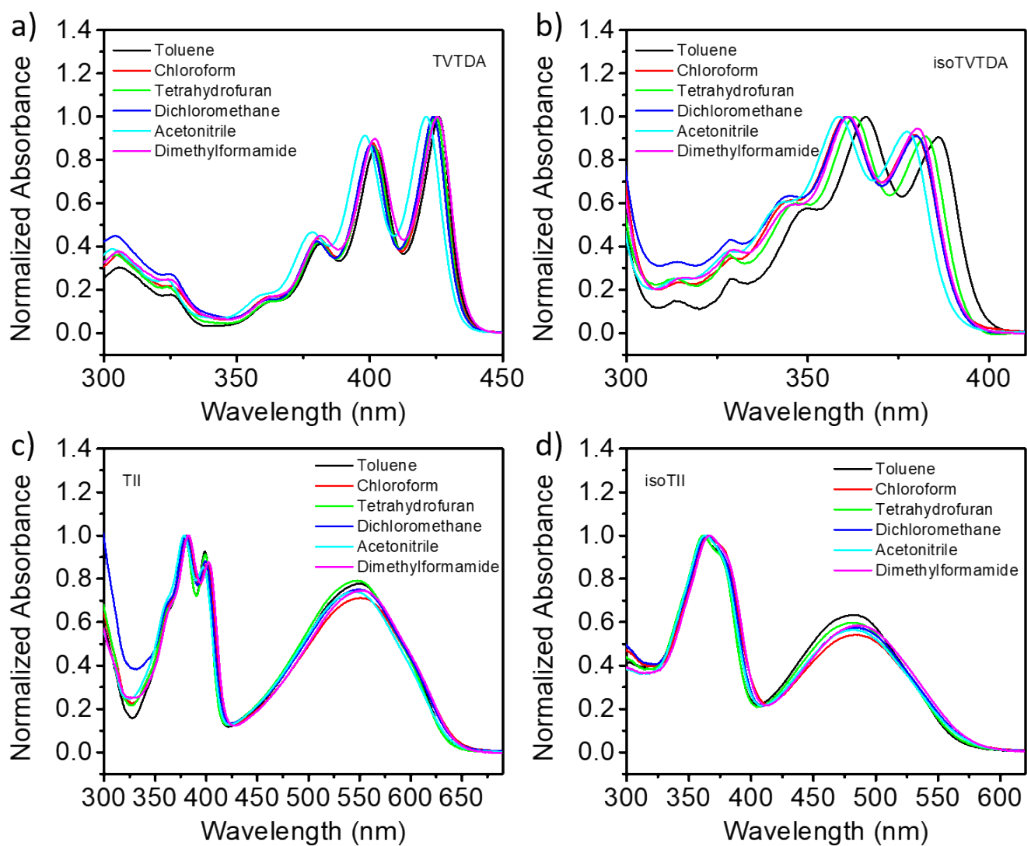 a)
1.4
1.2
1.0
0.8
0.6
0.4
0.2
0.0
Normalized Absorbance
Toluene
Chloroform
Tetrahydrofuran
Dichloromethane
Acetonitrile
Dimethylformamide
TVTDA
300 350 400 450
Wavelength (nm)
b)
1.4
1.2
1.0
0.8
0.6
0.4
0.2
0.0
Normalized Absorbance
Toluene
Chloroform
Tetrahydrofuran
Dichloromethane
Acetonitrile
Dimethylformamide
isoTVTDA
300 350 400
Wavelength (nm)
c)
1.4
1.2
1.0
0.8
0.6
0.4
0.2
0.0
Normalized Absorbance
TII
Toluene
Chloroform
Tetrahydrofuran
Dichloromethane
Acetonitrile
Dimethylformamide
300 350 400 450 500 550 600 650
Wavelength (nm)
d)
1.4
1.2
1.0
0.8
0.6
0.4
0.2
0.0
Normalized Absorbance
isoTII
Toluene
Chloroform
Tetrahydrofuran
Dichloromethane
Acetonitrile
Dimethylformamide
300 350 400 450 500 550 600
Wavelength (nm)